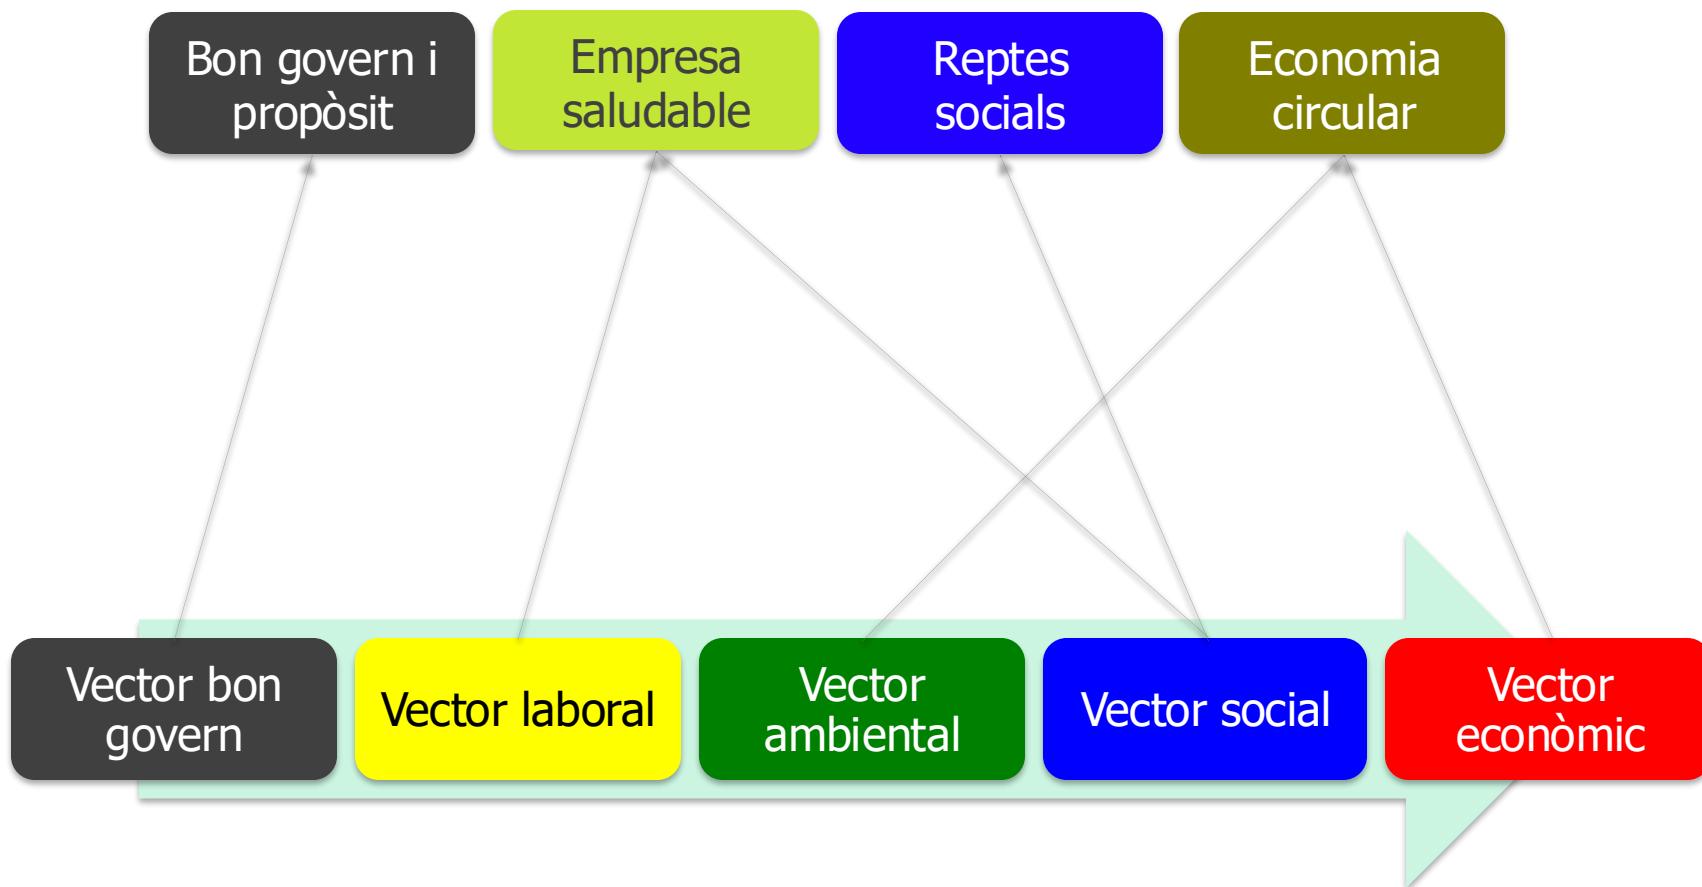 Bon govern i
propòsit
Empresa
saludable
Reptes
socials
Economia
circular
Vector bon
govern
Vector laboral
Vector
ambiental
Vector social
Vector
econòmic